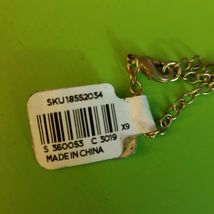 SKU18552034
X9
S 360053 C 3019
MADE IN CHINA